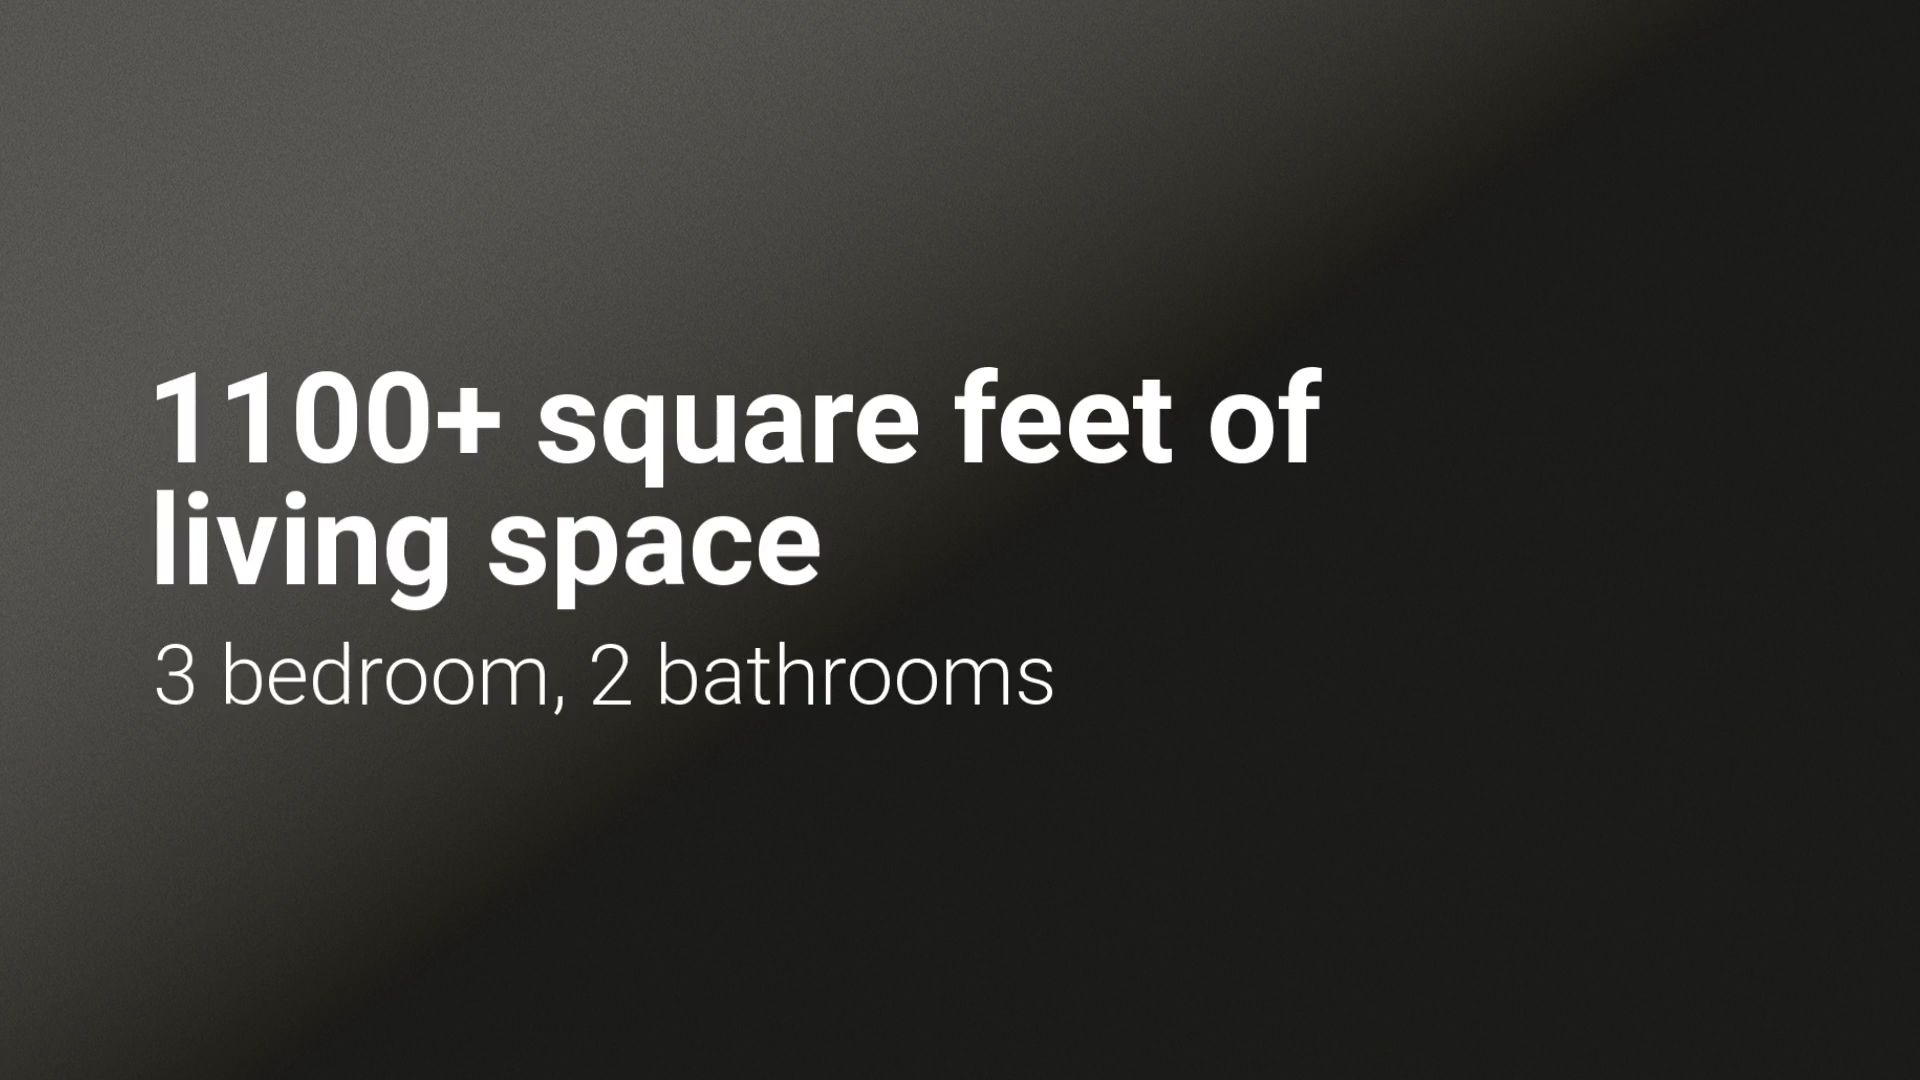 1100+ square feet of
living space
3 bedroom, 2 bathrooms